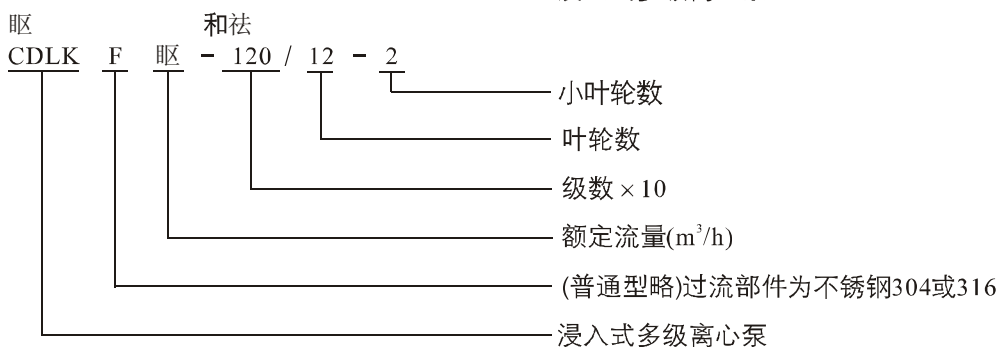 眍 和祛
CDLK F 眍 - 120 / 12 - 2
小叶轮数
叶轮数
级数×10
额定流量(m³/h)
(普通型略)过流部件为不锈钢304或316
浸入式多级离心泵